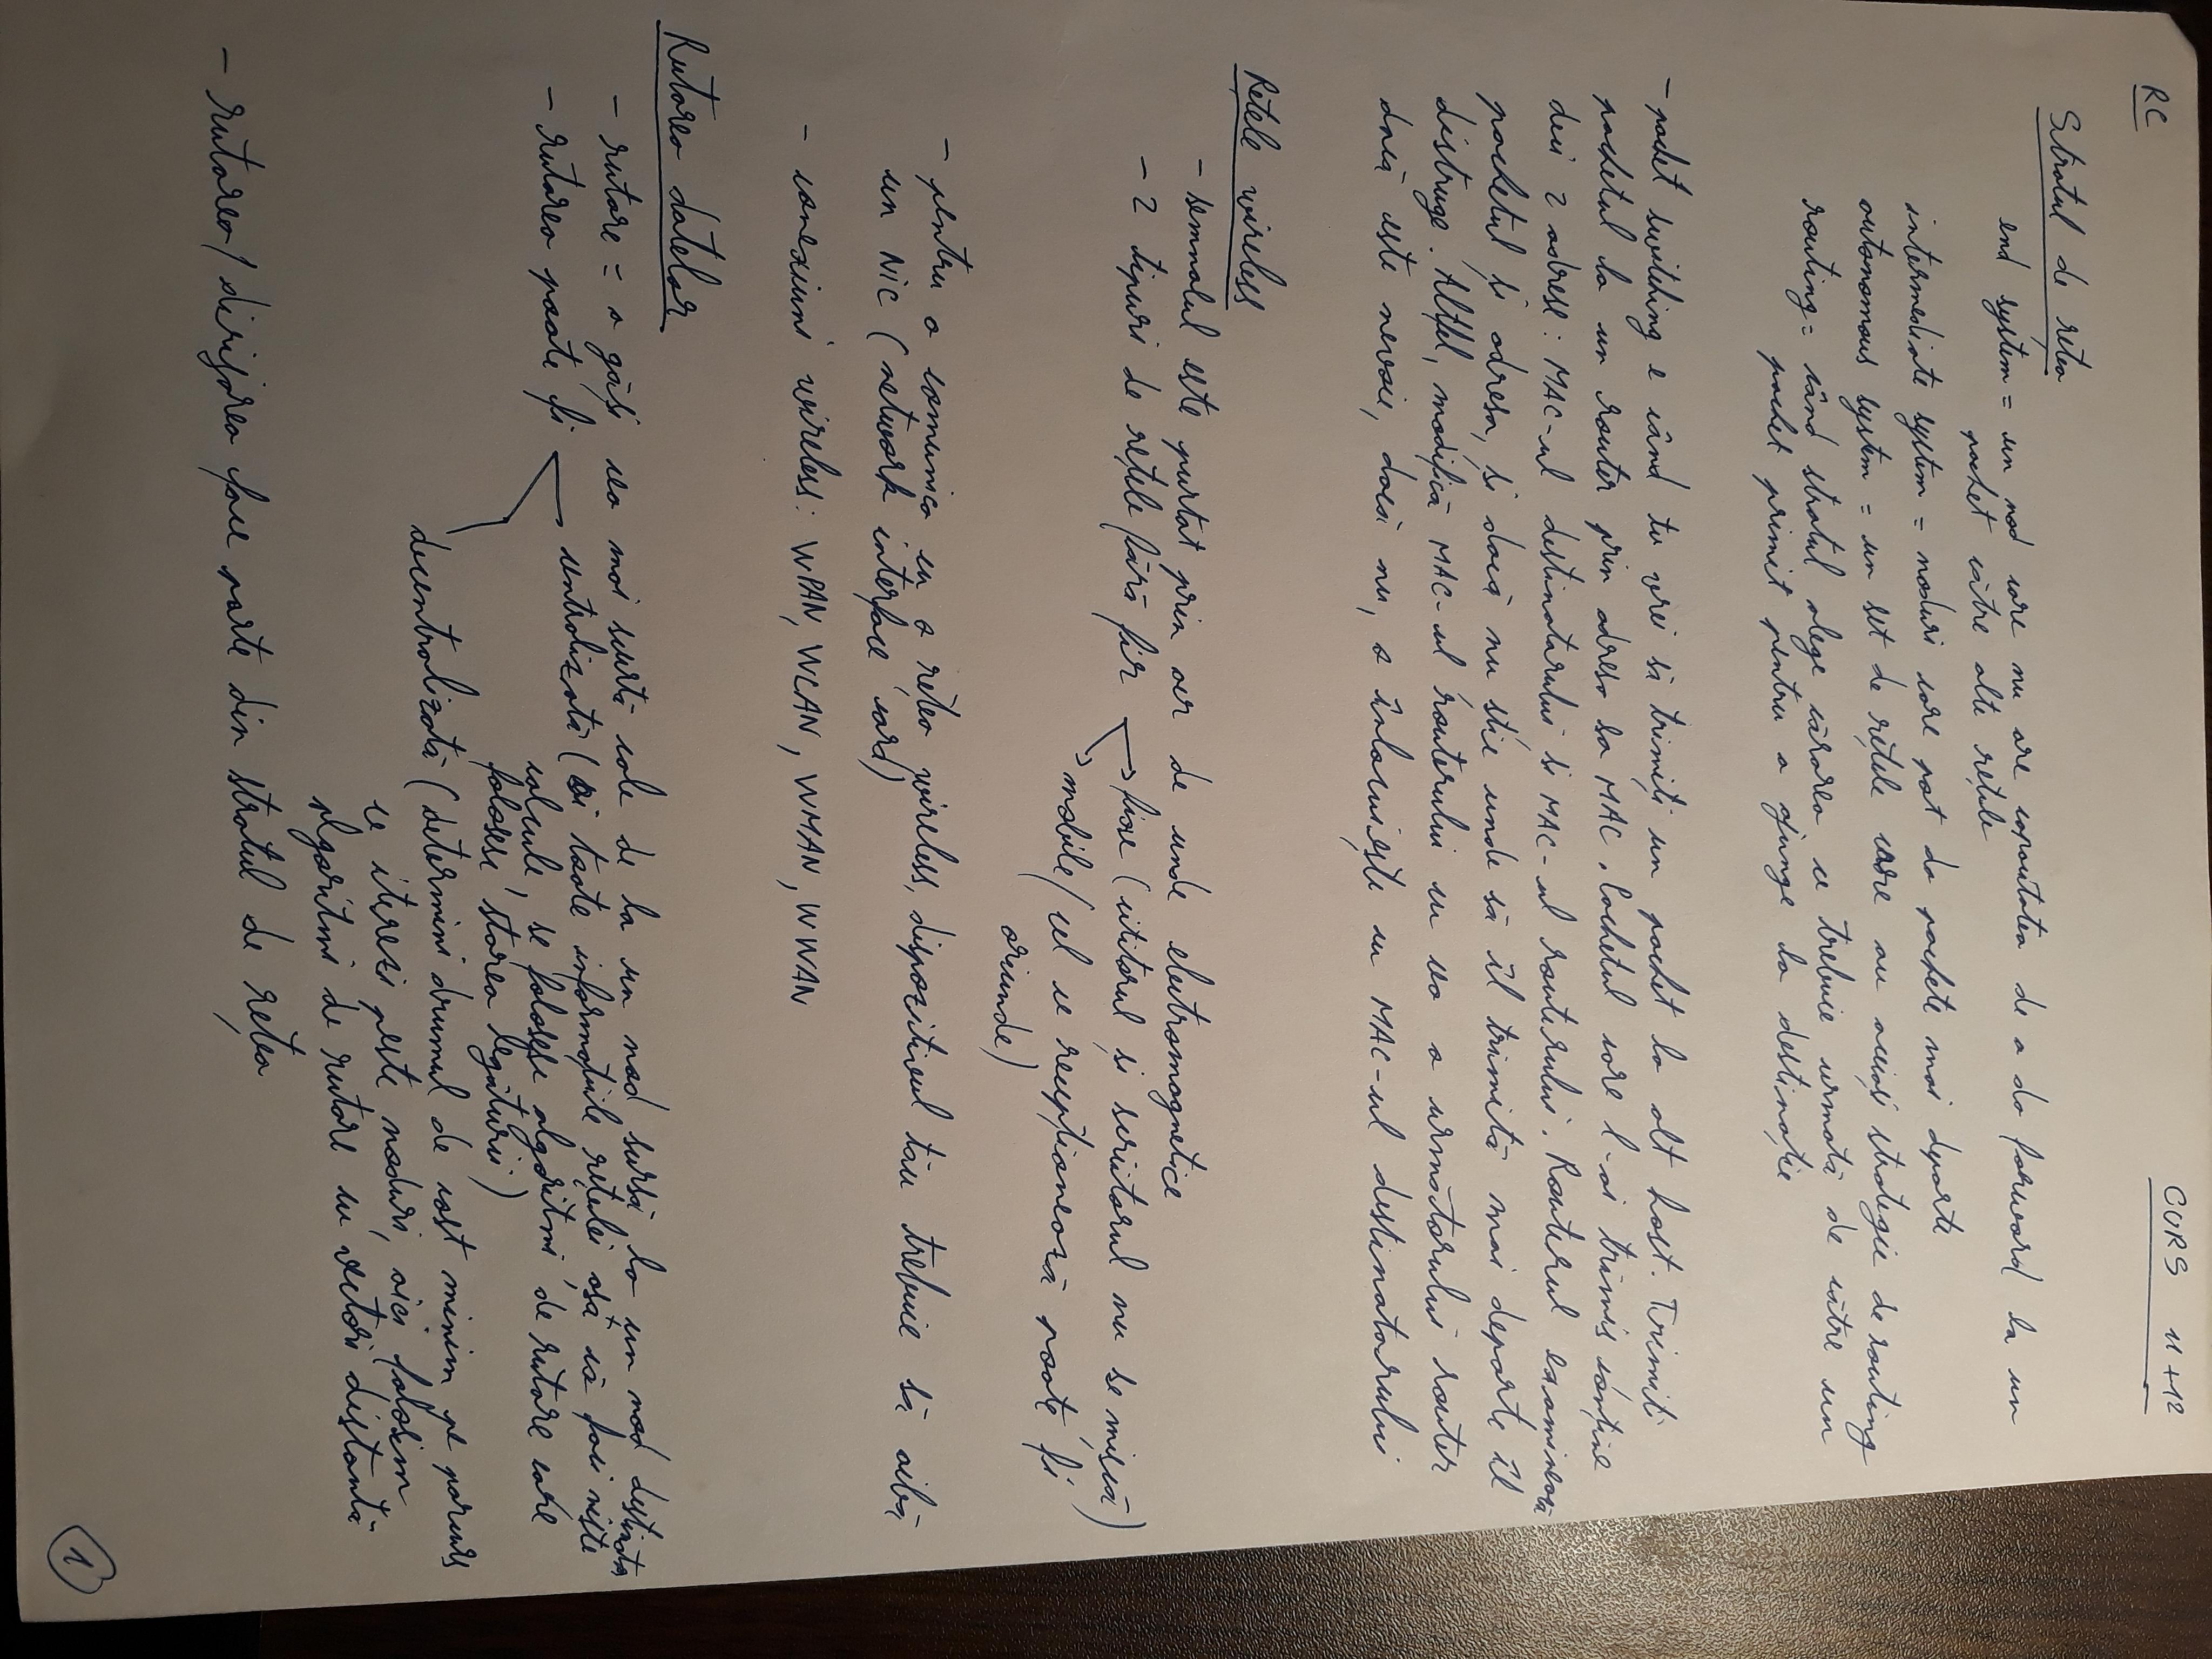 RC
CURS 11+12
Stratul de rețea
end system = un nod care nu are capacitatea de a da forward la un
pachet către alte rețele
intermediate system = noduri care pot da pachete mai departe
autonomous system = un set de rețele care au aceiași strategie de routing
routing = când stratul alege cărarea ce trebuie urmată de către un
pachet primit pentru a ajunge la destinație
- pachet switching e când tu vrei să trimiți un pachet la alt host. Trimiți
pachetul la un router prin adresa sa MAC. Pachetul care l-ai trimis conține
deci 2 adrese: MAC-ul destinatarului și MAC-ul routerului. Routerul examinează
pachetul și adresa, și dacă nu știe unde să îl trimită mai departe îl
distruge. Altfel, modifică MAC-ul routerului cu cea a următorului router
dacă este nevoie, dacă nu, o înlocuiește cu MAC-ul destinatarului
Rețele wireless
- semnalul este purtat prin aer de unde electromagnetice
- 2 tipuri de rețele fără fir → fixe (cititorul și scriitorul nu se mișcă)
→ mobile (cel ce recepționează poate fi
oriunde)
- pentru a comunica cu o rețea wireless, dispozitivul tău trebuie să aibă
un NIC (network interface card)
- conexiuni wireless: WPAN, WLAN, WMAN, WWAN
Rutarea datelor
- rutare = a găsi cea mai scurtă cale de la un nod sursă la un nod destinator
- rutarea poate fi centralizată (ai toate informațiile rețelei așa că faci niște
calcule, se folosesc algoritmi de rutare care
folosesc starea legăturii)
decentralizată (determini drumul de cost minim pe parcurs
ce iterezi peste noduri, aici folosim
algoritmi de rutare cu vectori distantă
- rutarea/dirijarea face parte din stratul de rețea
1